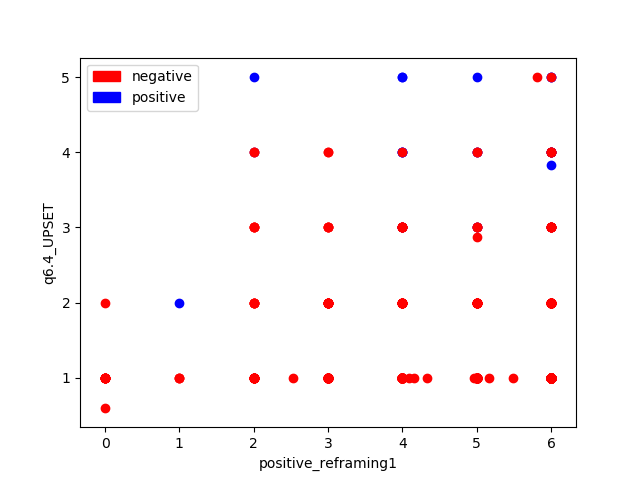 negative
positive
5
4
3
2
1
q6.4_UPSET
0 1 2 3 4 5 6
positive_reframing1